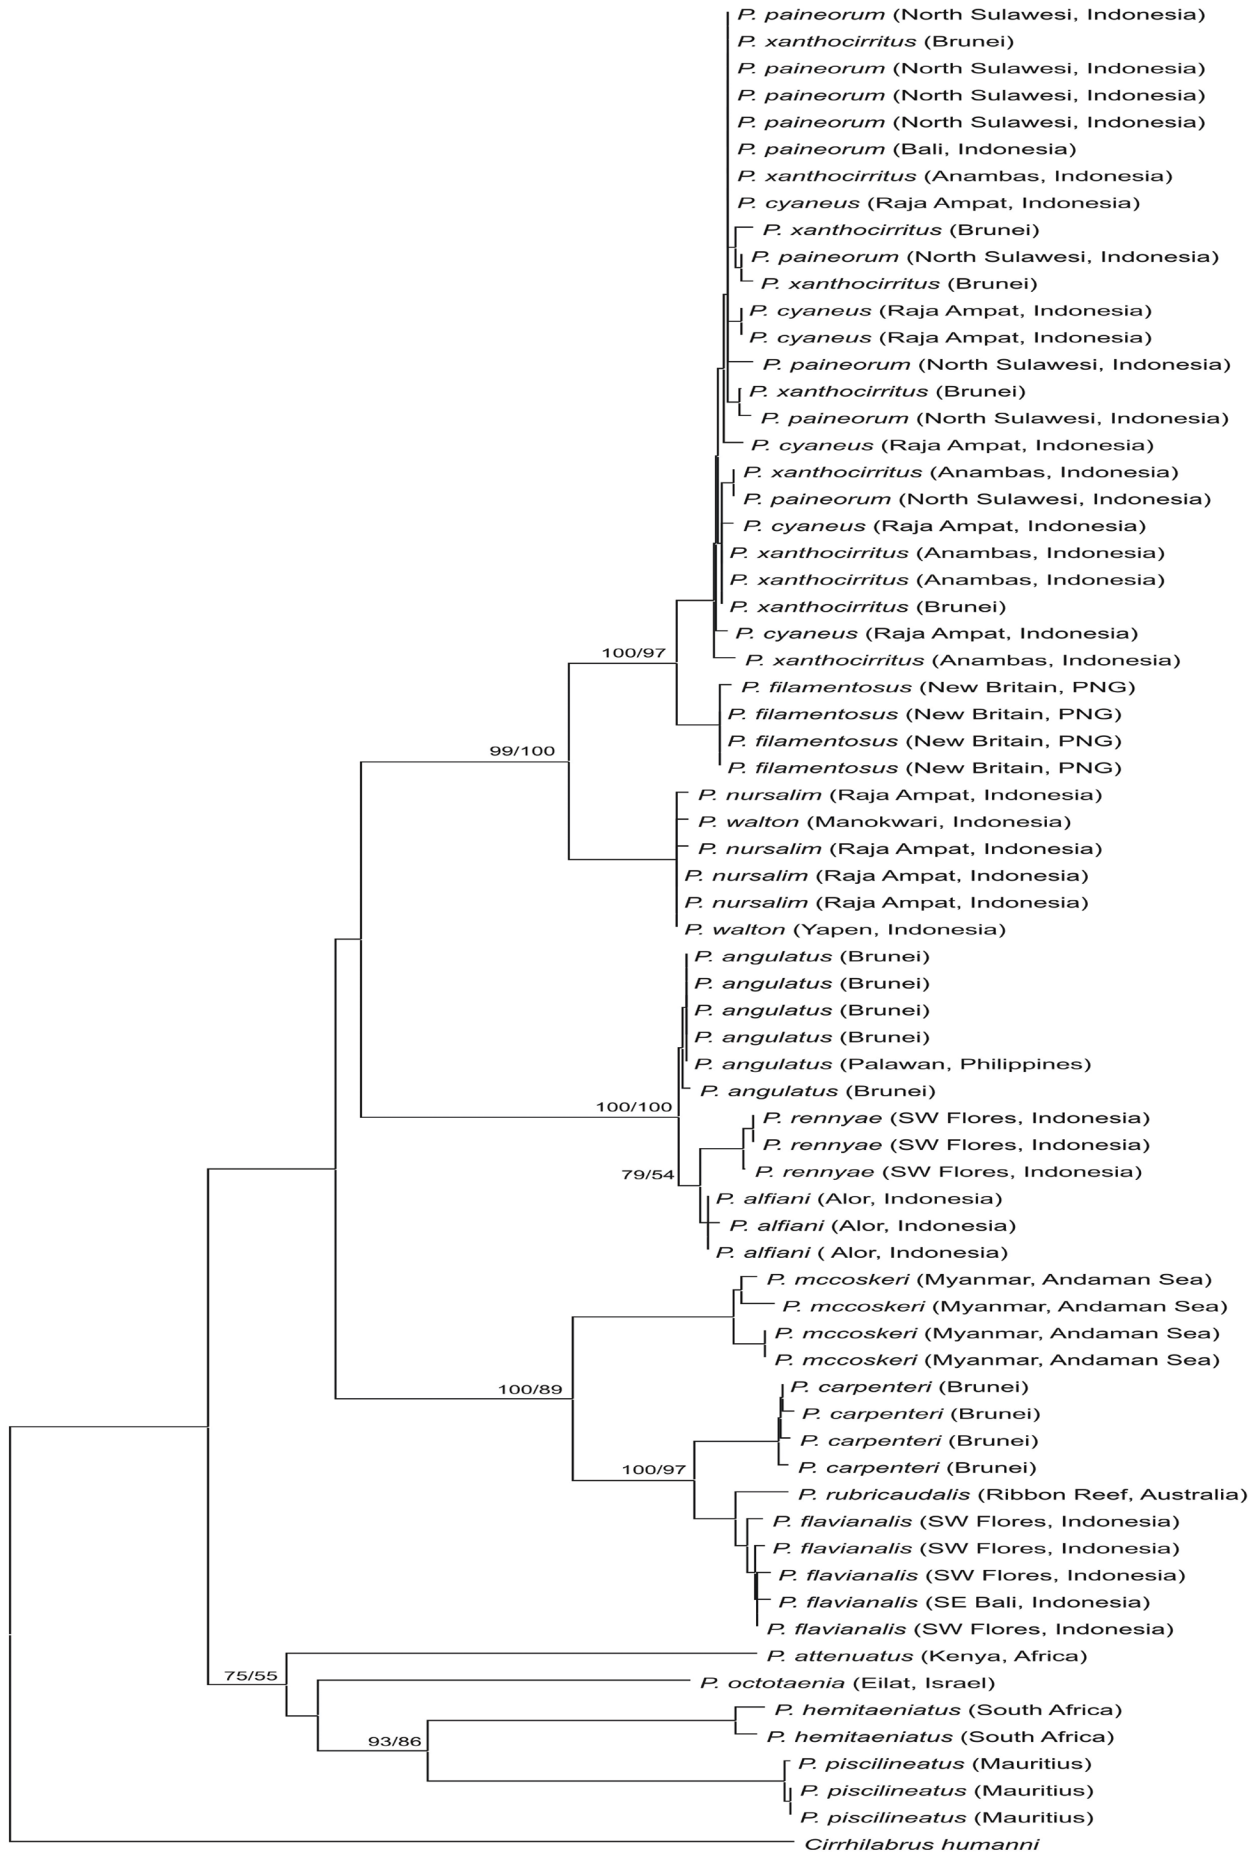 P. paineorum (North Sulawesi, Indonesia)
P. xanthocirritus (Brunei)
P. paineorum (North Sulawesi, Indonesia)
P. paineorum (North Sulawesi, Indonesia)
P. paineorum (North Sulawesi, Indonesia)
P. paineorum (Bali, Indonesia)
P. xanthocirritus (Anambas, Indonesia)
P. cyaneus (Raja Ampat, Indonesia)
P. xanthocirritus (Brunei)
P. paineorum (North Sulawesi, Indonesia)
P. xanthocirritus (Brunei)
P. cyaneus (Raja Ampat, Indonesia)
P. cyaneus (Raja Ampat, Indonesia)
P. paineorum (North Sulawesi, Indonesia)
P. xanthocirritus (Brunei)
P. paineorum (North Sulawesi, Indonesia)
P. cyaneus (Raja Ampat, Indonesia)
P. xanthocirritus (Anambas, Indonesia)
P. paineorum (North Sulawesi, Indonesia)
P. cyaneus (Raja Ampat, Indonesia)
P. xanthocirritus (Anambas, Indonesia)
P. xanthocirritus (Anambas, Indonesia)
P. xanthocirritus (Brunei)
P. cyaneus (Raja Ampat, Indonesia)
100/97
P. xanthocirritus (Anambas, Indonesia)
P. filamentosus (New Britain, PNG)
P. filamentosus (New Britain, PNG)
P. filamentosus (New Britain, PNG)
99/100
P. filamentosus (New Britain, PNG)
P. nursalim (Raja Ampat, Indonesia)
P. walton (Manokwari, Indonesia)
P. nursalim (Raja Ampat, Indonesia)
P. nursalim (Raja Ampat, Indonesia)
P. nursalim (Raja Ampat, Indonesia)
P. walton (Yapen, Indonesia)
P. angulatus (Brunei)
P. angulatus (Brunei)
P. angulatus (Brunei)
P. angulatus (Brunei)
P. angulatus (Palawan, Philippines)
P. angulatus (Brunei)
100/100
P. rennyae (SW Flores, Indonesia)
P. rennyae (SW Flores, Indonesia)
P. rennyae (SW Flores, Indonesia)
79/54
P. alfiani (Alor, Indonesia)
P. alfiani (Alor, Indonesia)
P. alfiani ( Alor, Indonesia)
P. mccoskeri (Myanmar, Andaman Sea)
P. mccoskeri (Myanmar, Andaman Sea)
P. mccoskeri (Myanmar, Andaman Sea)
P. mccoskeri (Myanmar, Andaman Sea)
100/89
P. carpenteri (Brunei)
P. carpenteri (Brunei)
P. carpenteri (Brunei)
100/97
P. carpenteri (Brunei)
P. rubricaudalis (Ribbon Reef, Australia)
P. flavianalis (SW Flores, Indonesia)
P. flavianalis (SW Flores, Indonesia)
P. flavianalis (SW Flores, Indonesia)
P. flavianalis (SE Bali, Indonesia)
P. flavianalis (SW Flores, Indonesia)
P. attenuatus (Kenya, Africa)
75/55
P. octotaenia (Eilat, Israel)
P. hemitaeniatus (South Africa)
P. hemitaeniatus (South Africa)
93/86
P. piscilineatus (Mauritius)
P. piscilineatus (Mauritius)
P. piscilineatus (Mauritius)
Cirrhilabrus humanni